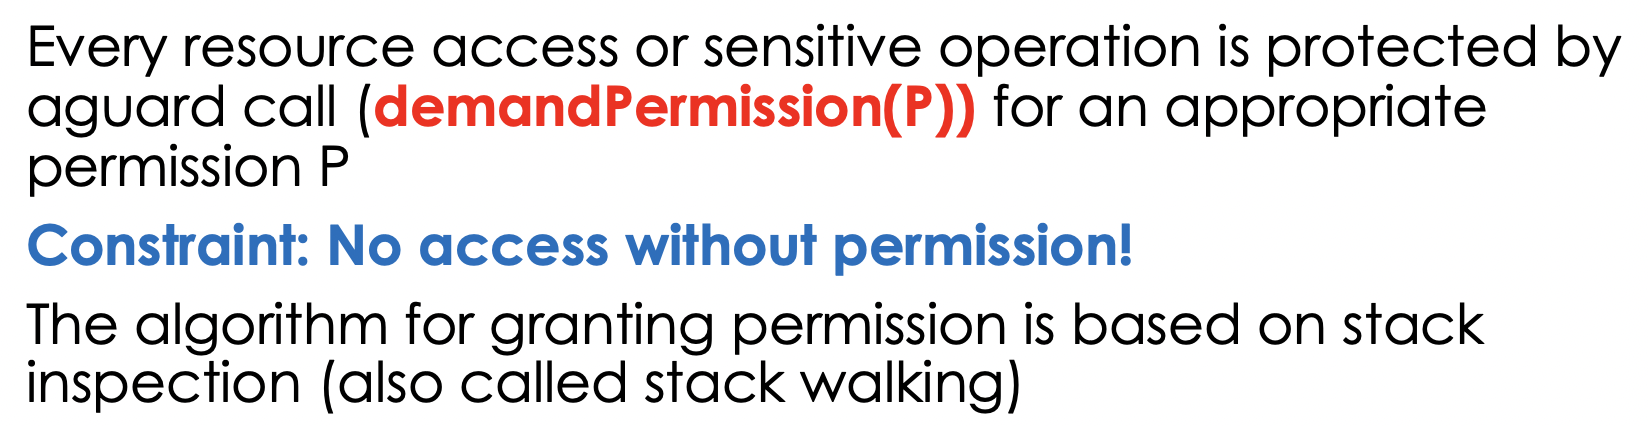 Every resource access or sensitive operation is protected by
aguard call (demandPermission(P)) for an appropriate
permission P
Constraint: No access without permission!
The algorithm for granting permission is based on stack
inspection (also called stack walking)